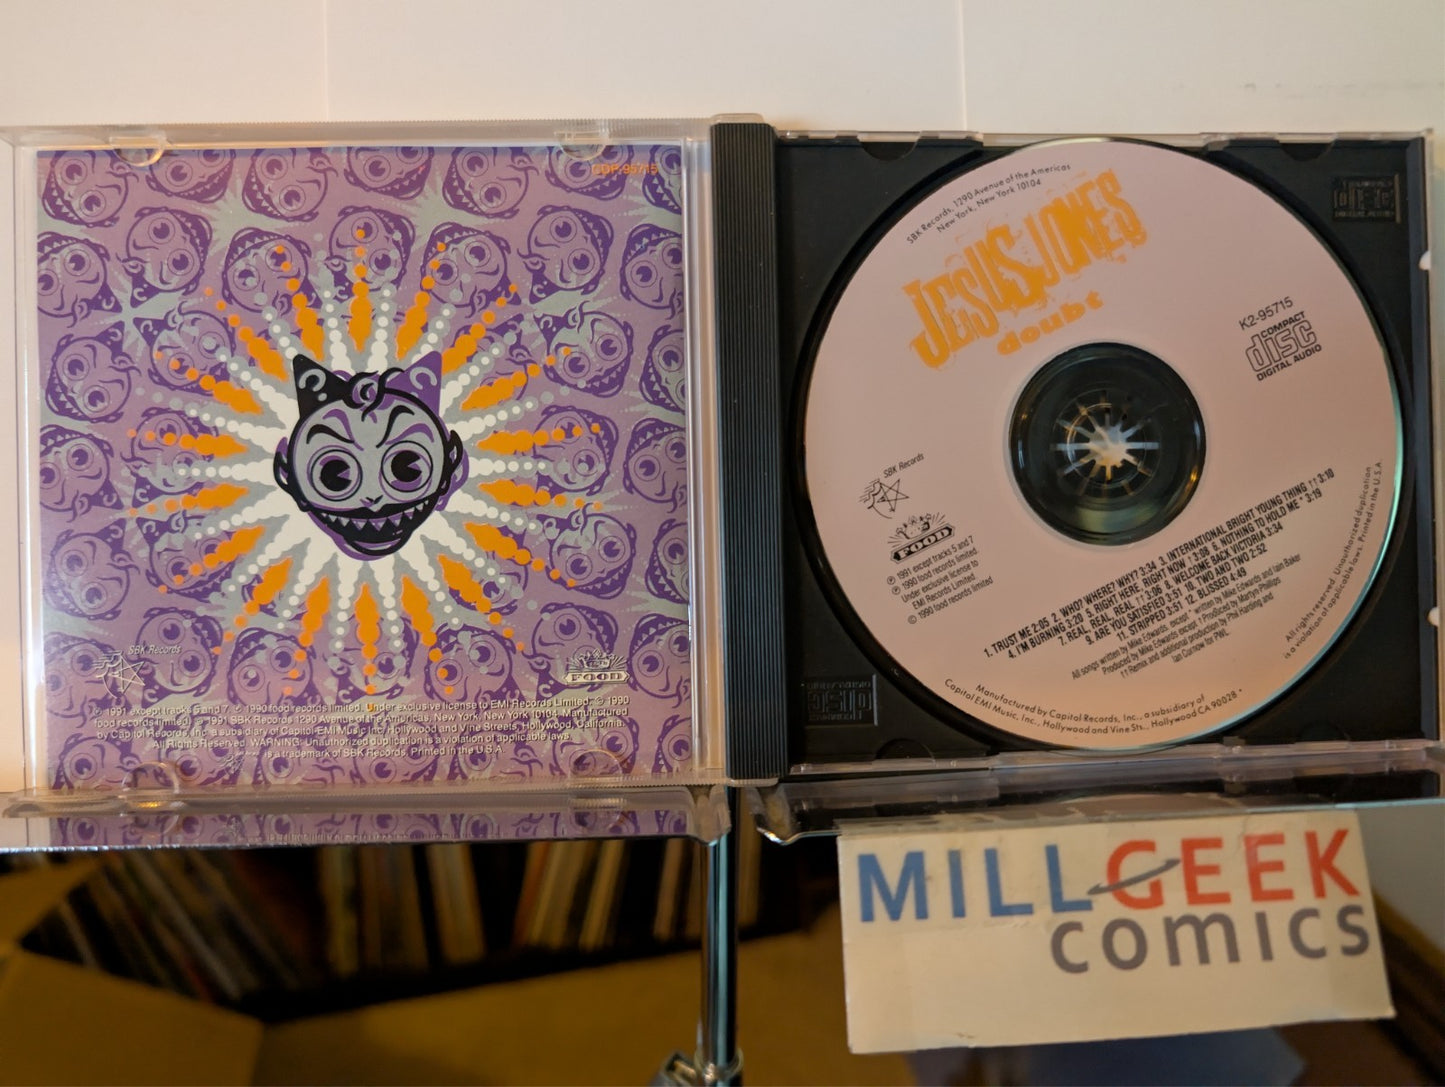 CDP-95715
SBK Records
FOOD
℗ 1991 except tracks 5 and 7. ℗ 1990 food records limited. Under exclusive license to EMI Records Limited. © 1990
food records limited. © 1991 SBK Records 1290 Avenue of the Americas, New York, New York 10104. Manufactured
by Capitol Records, Inc. a subsidiary of Capitol-EMI Music Inc. Hollywood and Vine Streets, Hollywood, California.
All Rights Reserved. WARNING: Unauthorized duplication is a violation of applicable laws.
is a trademark of SBK Records. Printed in the U.S.A.
SBK Records, 1290 Avenue of the Americas
New York, New York 10104
JESUS JONES
doubt
K2-95715
COMPACT
disc
DIGITAL AUDIO
SBK Records
FOOD
℗ 1991 except tracks 5 and 7
℗ 1990 food records limited.
Under exclusive license to
EMI Records Limited.
© 1990 food records limited
1. TRUST ME 2:05 2. WHO? WHERE? WHY? 3:34 3. INTERNATIONAL BRIGHT YOUNG THING †† 3:10
4. I'M BURNING 3:20 5. RIGHT HERE, RIGHT NOW 3:08 6. NOTHING TO HOLD ME * 3:19
7. REAL, REAL, REAL † 3:06 8. WELCOME BACK VICTORIA 3:34
9. ARE YOU SATISFIED? 3:51 10. TWO AND TWO 2:52
11. STRIPPED 3:51 12. BLISSED 4:49
All songs written by Mike Edwards, except * written by Mike Edwards and Iain Baker
Produced by Mike Edwards except † Produced by Martyn Phillips
†† Remix and additional production by Phil Harding and
Ian Curnow for PWL
Manufactured by Capitol Records, Inc., a subsidiary of
Capitol EMI Music, Inc., Hollywood and Vine Sts., Hollywood CA 90028 •
All rights reserved. Unauthorized duplication
is a violation of applicable laws. Printed in the U.S.A.
MILLGEEK
comics